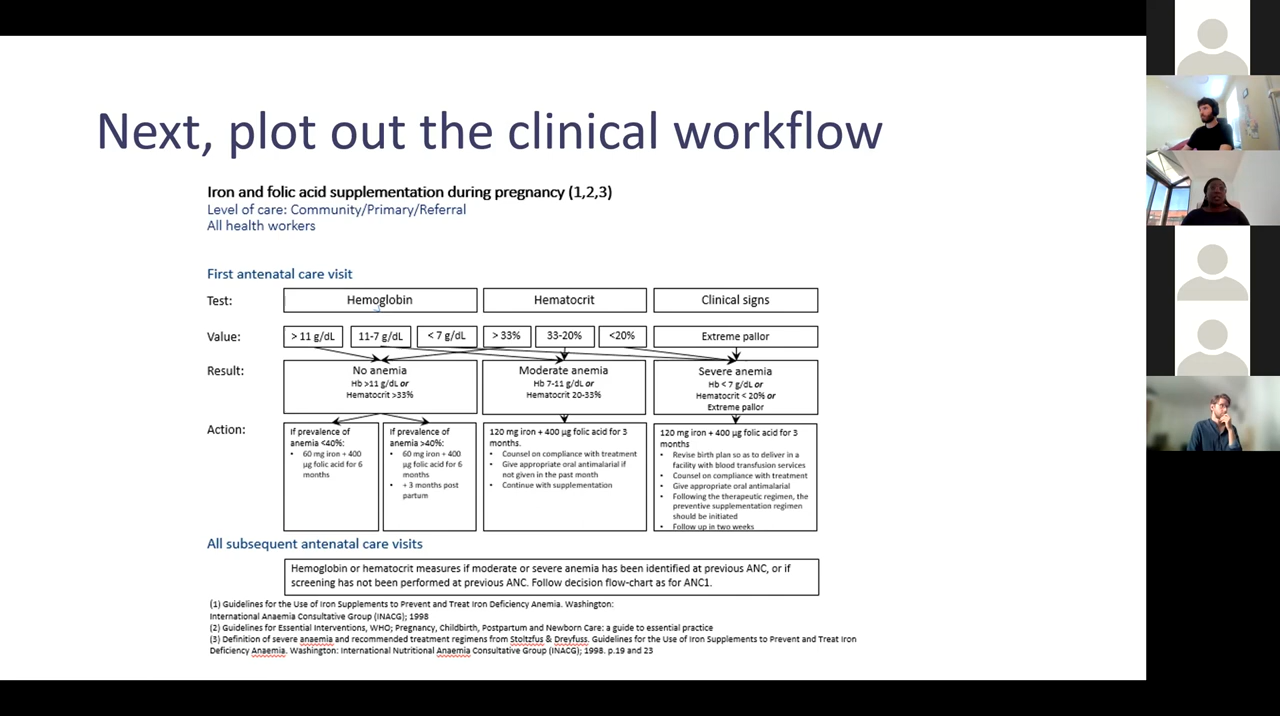 Next, plot out the clinical workflow
Iron and folic acid supplementation during pregnancy (1,2,3)
Level of care: Community/Primary/Referral
All health workers
First antenatal care visit
Test:
Hemoglobin
Hematocrit
Clinical signs
Value:
> 11 g/dL
11-7 g/dL
< 7 g/dL
> 33%
33-20%
<20%
Extreme pallor
Result:
No anemia
Hb >11 g/dL or
Hematocrit >33%
Moderate anemia
Hb 7-11 g/dL or
Hematocrit 20-33%
Severe anemia
Hb < 7 g/dL or
Hematocrit < 20% or
Extreme pallor
Action:
If prevalence of
anemia <40%:
• 60 mg iron + 400
µg folic acid for 6
months
If prevalence of
anemia >40%:
• 60 mg iron + 400
µg folic acid for 6
months
• + 3 months post
partum
120 mg iron + 400 µg folic acid for 3
months.
• Counsel on compliance with treatment
• Give appropriate oral antimalarial if
not given in the past month
• Continue with supplementation
120 mg iron + 400 µg folic acid for 3
months
• Revise birth plan so as to deliver in a
facility with blood transfusion services
• Counsel on compliance with treatment
• Give appropriate oral antimalarial
• Following the therapeutic regimen, the
preventive supplementation regimen
should be initiated
• Follow up in two weeks
All subsequent antenatal care visits
Hemoglobin or hematocrit measures if moderate or severe anemia has been identified at previous ANC, or if
screening has not been performed at previous ANC. Follow decision flow-chart as for ANC1.
(1) Guidelines for the Use of Iron Supplements to Prevent and Treat Iron Deficiency Anemia. Washington:
International Anaemia Consultative Group (INACG); 1998
(2) Guidelines for Essential Interventions, WHO; Pregnancy, Childbirth, Postpartum and Newborn Care: a guide to essential practice
(3) Definition of severe anaemia and recommended treatment regimens from Stoltzfus & Dreyfuss. Guidelines for the Use of Iron Supplements to Prevent and Treat Iron
Deficiency Anaemia. Washington: International Nutritional Anaemia Consultative Group (INACG); 1998. p.19 and 23